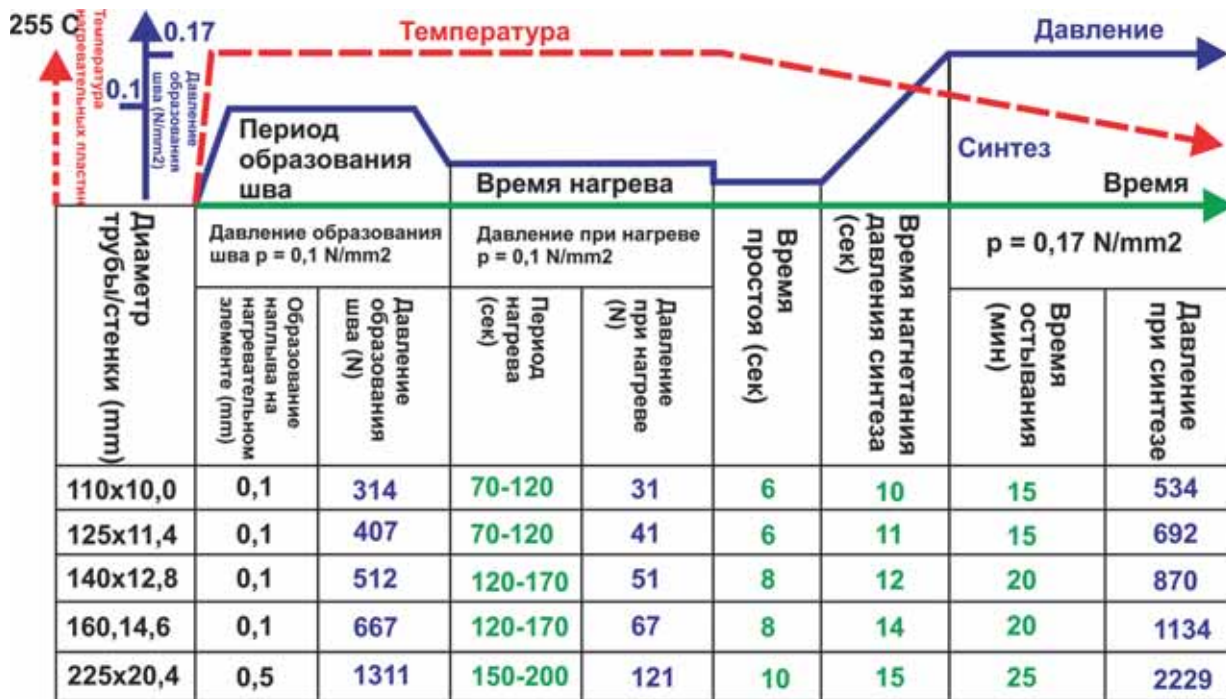 255 C
Температура
нагревательных пластин
0.17
0.1
Давление
образования
шва (N/mm2)
Температура
Давление
Период
образования
шва
Время нагрева
Синтез
Время
Диаметр
трубы/стенки (mm)
Давление образования
шва p = 0,1 N/mm2
Давление при нагреве
p = 0,1 N/mm2
Время
простоя (сек)
Время нагнетания
давления синтеза
(сек)
p = 0,17 N/mm2
Образование
наплыва на
нагревательном
элементе (mm)
Давление
образования
шва (N)
Период
нагрева
(сек)
Давление
при нагреве
(N)
Время
остывания
(мин)
Давление
при синтезе
110x10,0 0,1 314 70-120 31 6 10 15 534
125x11,4 0,1 407 70-120 41 6 11 15 692
140x12,8 0,1 512 120-170 51 8 12 20 870
160,14,6 0,1 667 120-170 67 8 14 20 1134
225x20,4 0,5 1311 150-200 121 10 15 25 2229